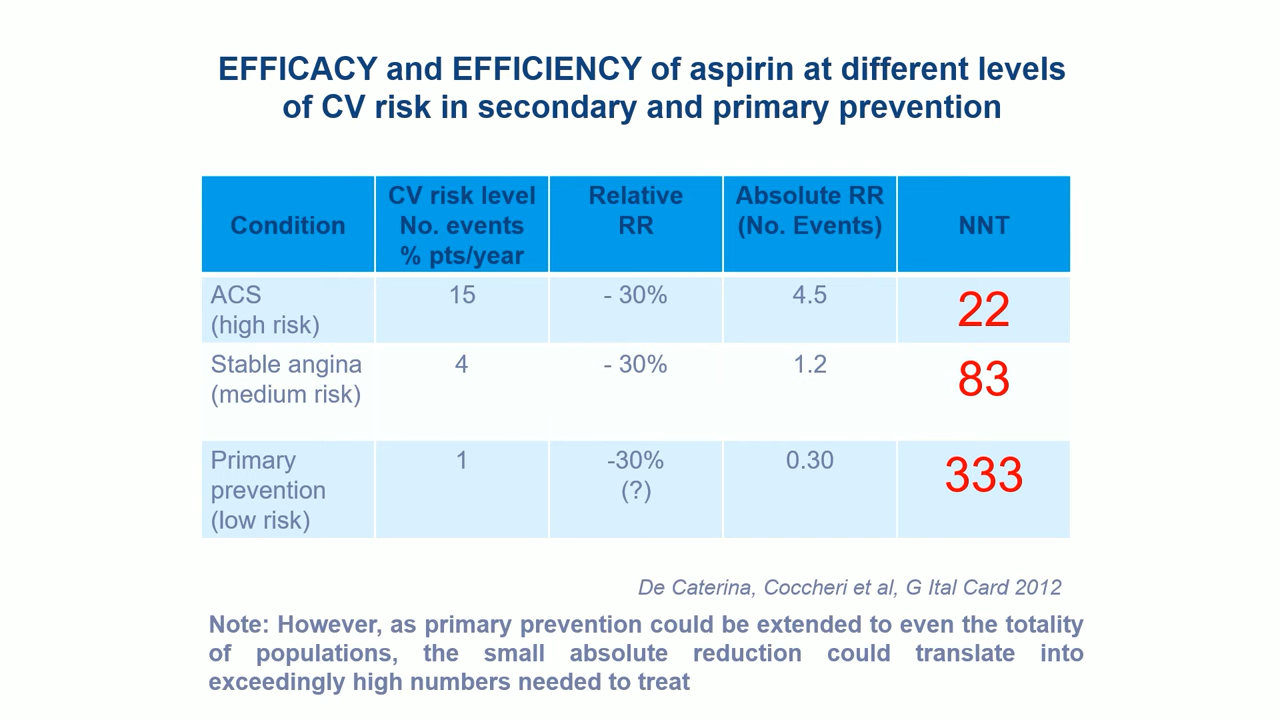 EFFICACY and EFFICIENCY of aspirin at different levels
of CV risk in secondary and primary prevention
Condition
CV risk level
No. events
% pts/year
Relative
RR
Absolute RR
(No. Events)
NNT
ACS
(high risk)
15
- 30%
4.5
22
Stable angina
(medium risk)
4
- 30%
1.2
83
Primary
prevention
(low risk)
1
-30%
(?)
0.30
333
De Caterina, Coccheri et al, G Ital Card 2012
Note: However, as primary prevention could be extended to even the totality
of populations, the small absolute reduction could translate into
exceedingly high numbers needed to treat